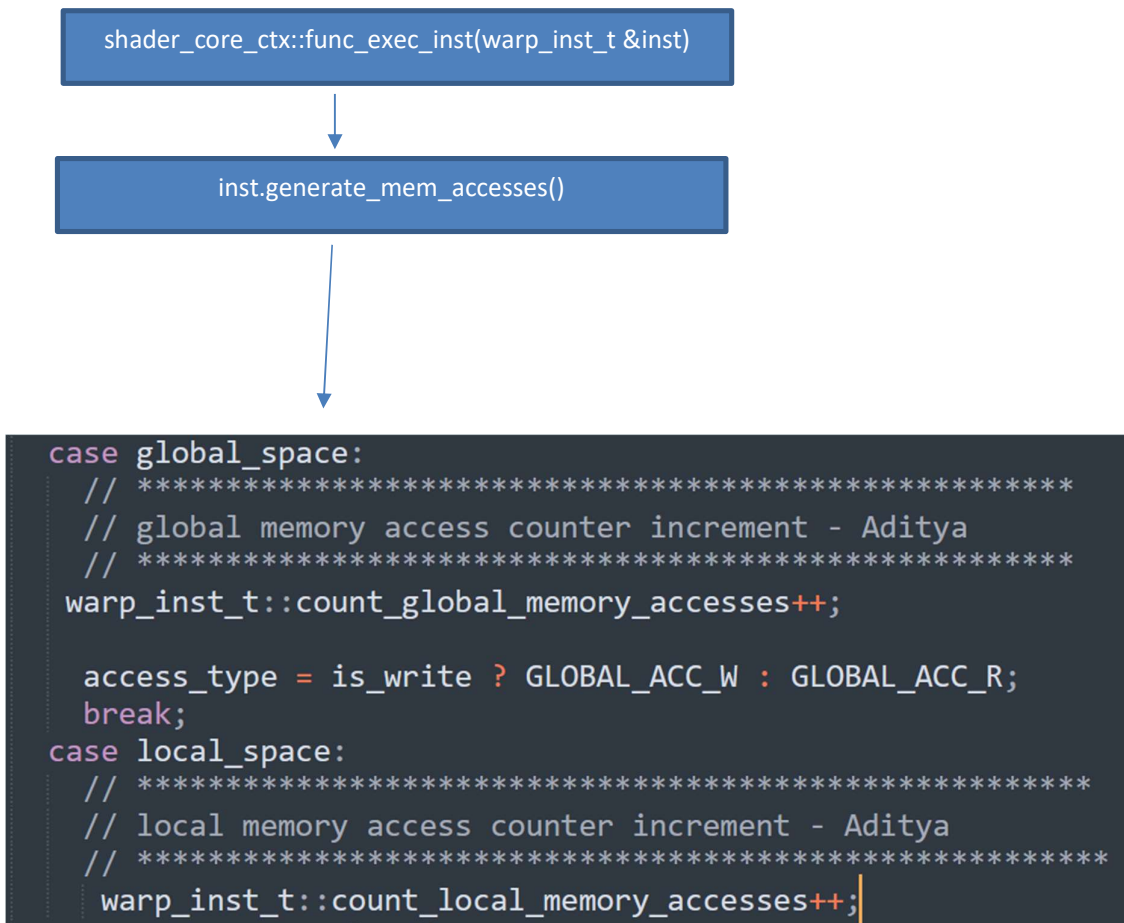 shader_core_ctx::func_exec_inst(warp_inst_t &inst)
inst.generate_mem_accesses()
case global_space:
// *****************************************************
// global memory access counter increment - Aditya
// *****************************************************
warp_inst_t::count_global_memory_accesses++;
access_type = is_write ? GLOBAL_ACC_W : GLOBAL_ACC_R;
break;
case local_space:
// ******************************************************
// local memory access counter increment - Aditya
// *******************************************************
warp_inst_t::count_local_memory_accesses++;